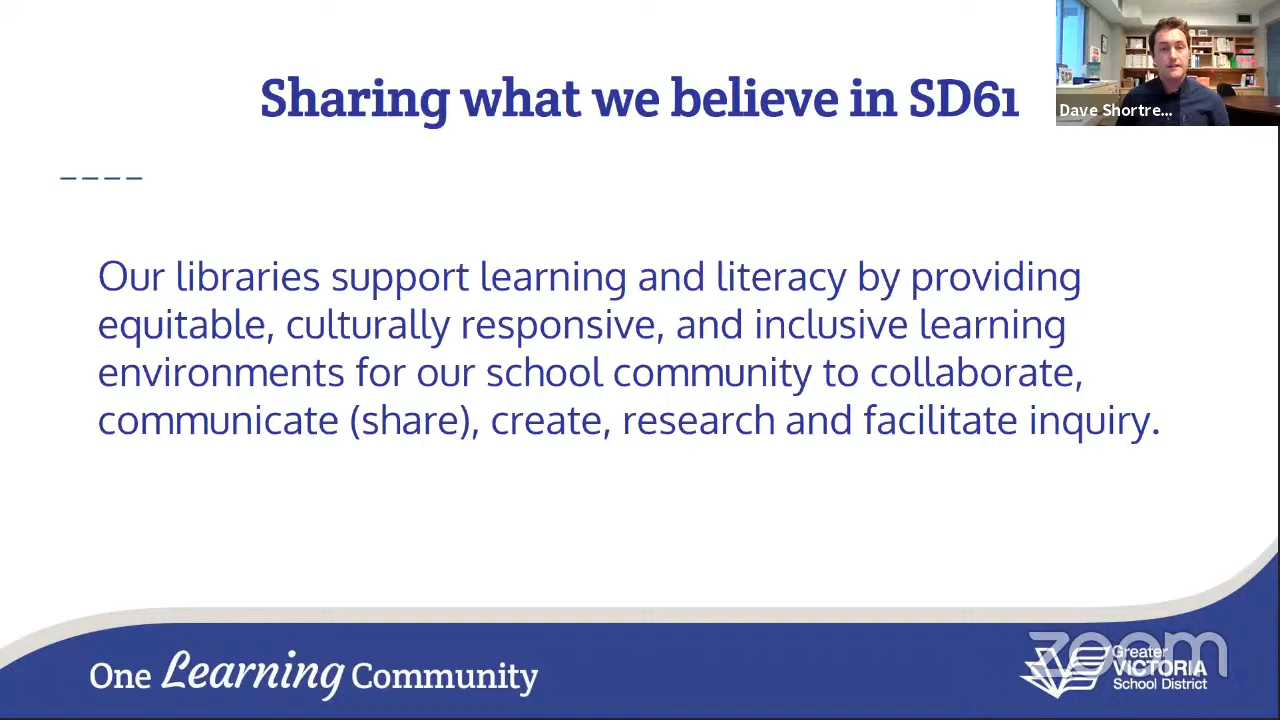 Sharing what we believe in SD61
Dave Shortre...
Our libraries support learning and literacy by providing
equitable, culturally responsive, and inclusive learning
environments for our school community to collaborate,
communicate (share), create, research and facilitate inquiry.
One Learning Community
zoom
Greater
VICTORIA
School District